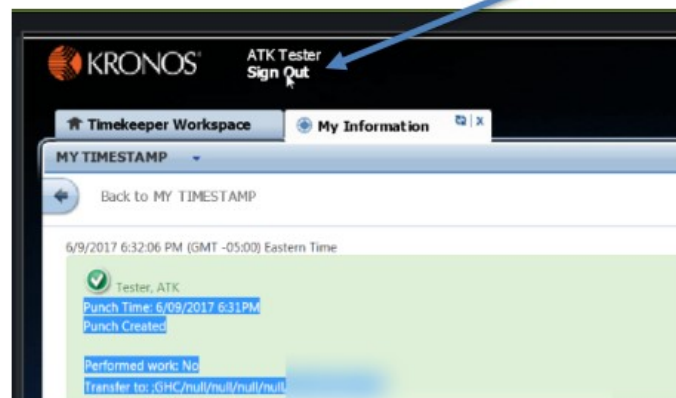 KRONOS
ATK Tester
Sign Out
Timekeeper Workspace
My Information
x
MY TIMESTAMP
Back to MY TIMESTAMP
6/9/2017 6:32:06 PM (GMT -05:00) Eastern Time
Tester, ATK
Punch Time: 6/09/2017 6:31PM
Punch Created
Performed work: No
Transfer to: ;GHC/null/null/null/null/